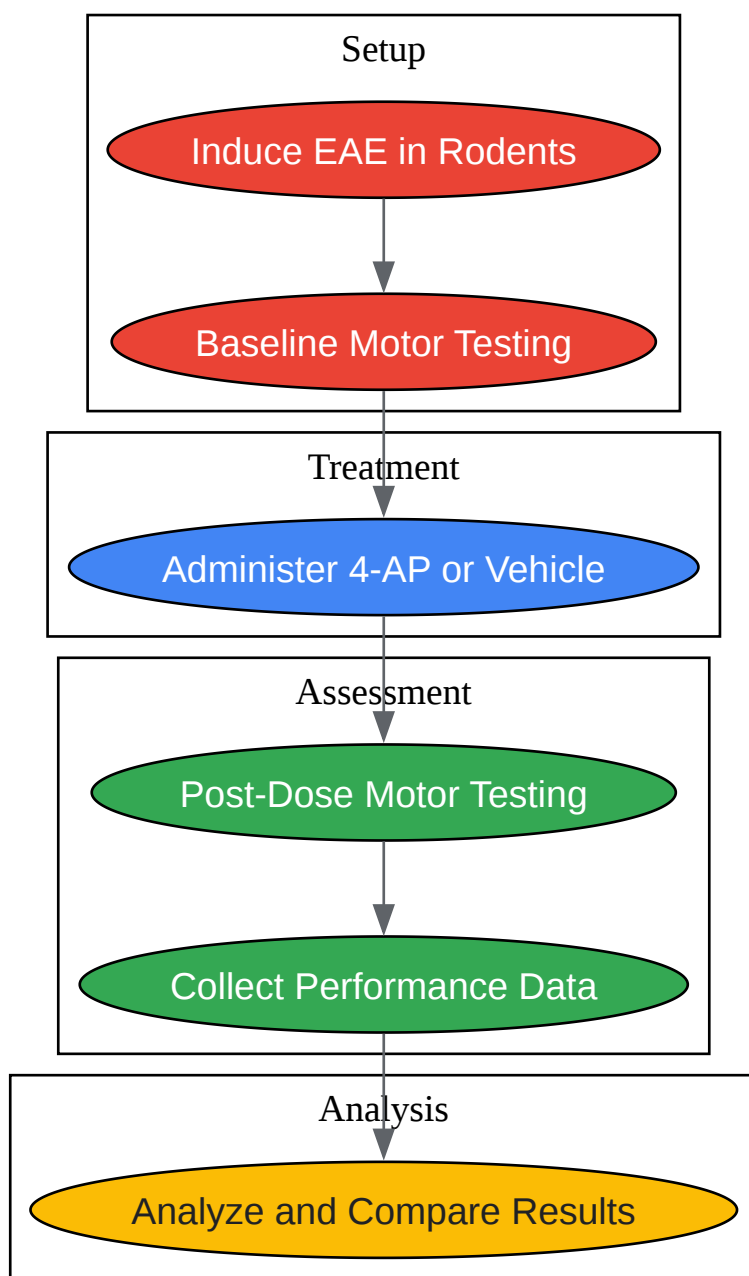 Setup
Induce EAE in Rodents
Baseline Motor Testing
Treatment
Administer 4-AP or Vehicle
Assessment
Post-Dose Motor Testing
Collect Performance Data
Analysis
Analyze and Compare Results